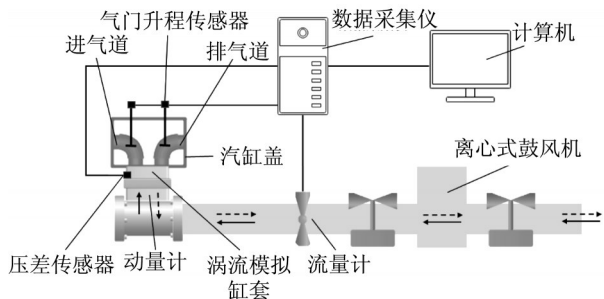 气门升程传感器
数据采集仪
进气道
排气道
计算机
汽缸盖
离心式鼓风机
压差传感器
动量计
涡流模拟
缸套
流量计